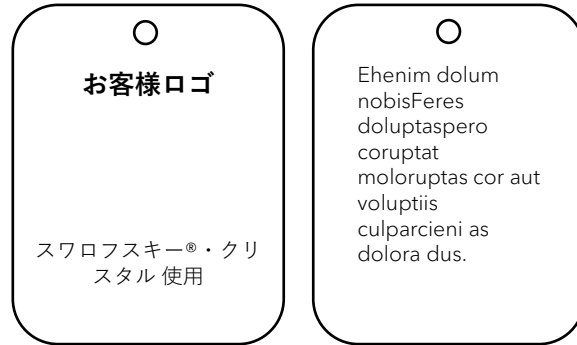 お客様ロゴ
スワロフスキー®・クリ
スタル 使用
Ehenim dolum
nobisFeres
doluptaspero
coruptat
moloruptas cor aut
voluptiis
culparcieni as
dolora dus.